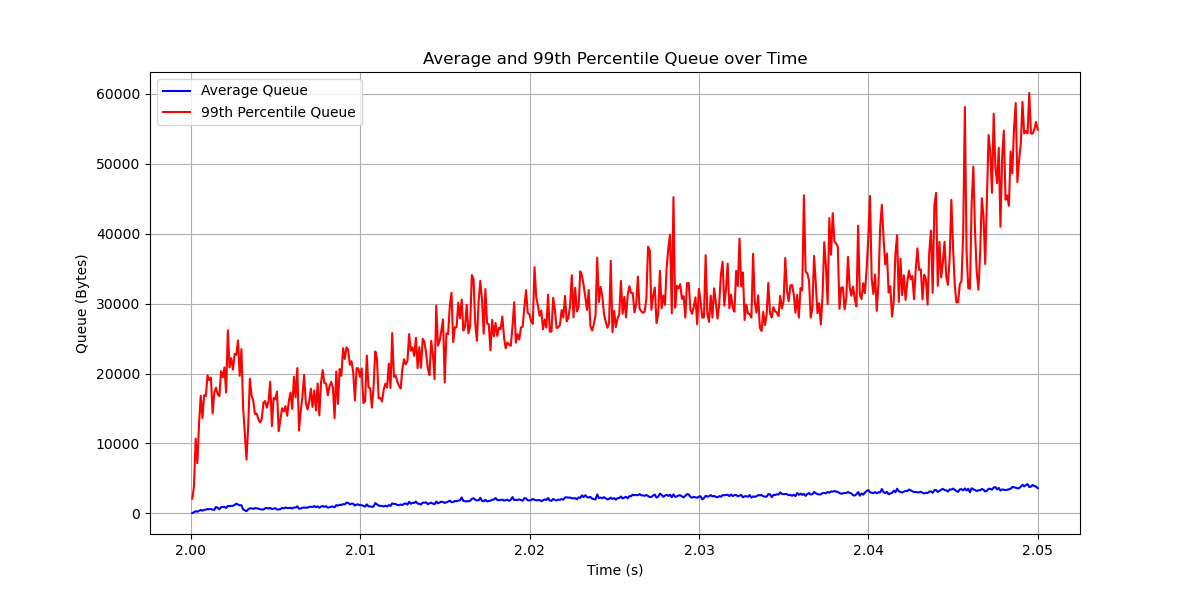 Average and 99th Percentile Queue over Time
Average Queue
99th Percentile Queue
60000
50000
40000
30000
20000
10000
0
Queue (Bytes)
2.00 2.01 2.02 2.03 2.04 2.05
Time (s)